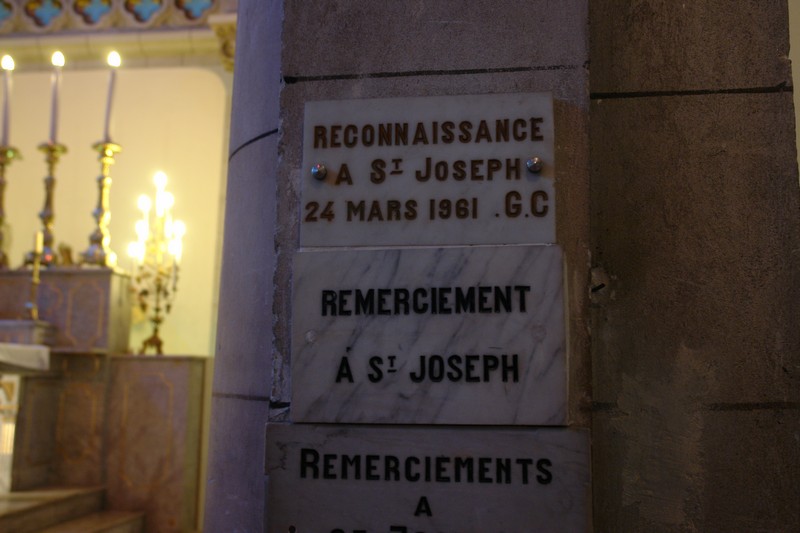 RECONNAISSANCE
A ST JOSEPH
24 MARS 1961 .G.C
REMERCIEMENT
À ST JOSEPH
REMERCIEMENTS
A